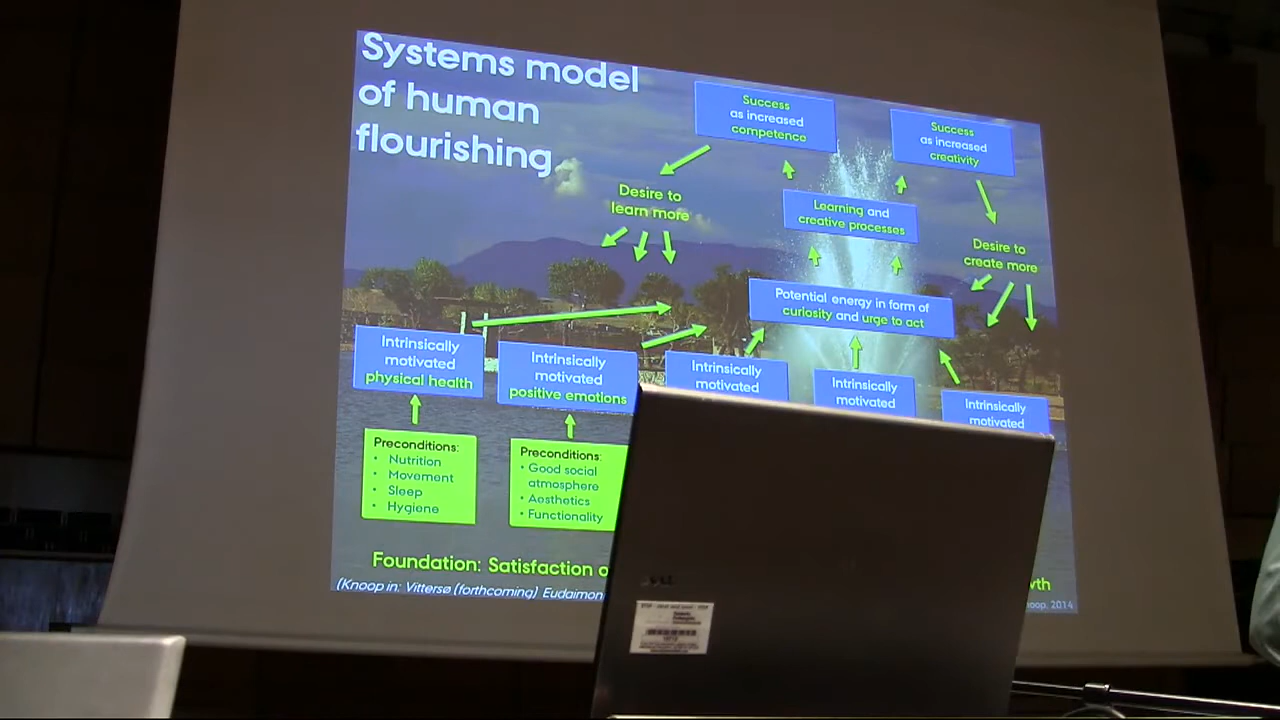 Systems model
of human
flourishing
Success
as increased
competence
Success
as increased
creativity
Desire to
learn more
Learning and
creative processes
Desire to
create more
Potential energy in form of
curiosity and urge to act
Intrinsically
motivated
physical health
Intrinsically
motivated
positive emotions
Intrinsically
motivated
Intrinsically
motivated
Intrinsically
motivated
Preconditions:
• Nutrition
• Movement
• Sleep
• Hygiene
Preconditions:
• Good social
atmosphere
• Aesthetics
• Functionality
Foundation: Satisfaction
(Knoop in: Vittersø (forthcoming) Eudaimon
2014